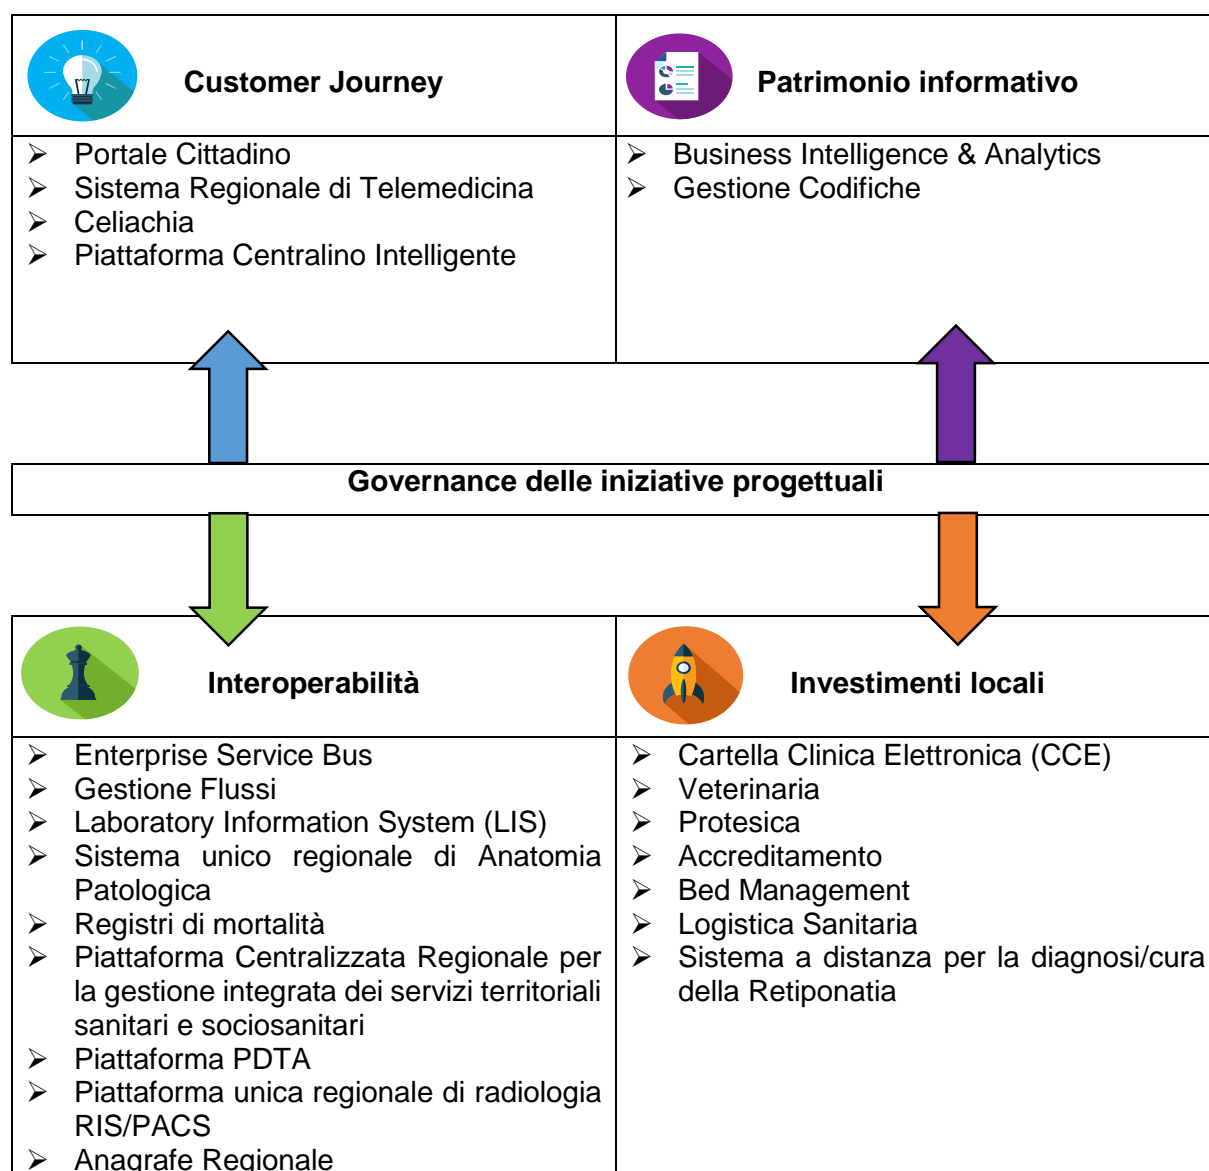 Customer Journey
Patrimonio informativo
➢ Portale Cittadino
➢ Sistema Regionale di Telemedicina
➢ Celiachia
➢ Piattaforma Centralino Intelligente
➢ Business Intelligence & Analytics
➢ Gestione Codifiche
Governance delle iniziative progettuali
Interoperabilità
Investimenti locali
➢ Enterprise Service Bus
➢ Gestione Flussi
➢ Laboratory Information System (LIS)
➢ Sistema unico regionale di Anatomia
Patologica
➢ Registri di mortalità
➢ Piattaforma Centralizzata Regionale per
la gestione integrata dei servizi territoriali
sanitari e sociosanitari
➢ Piattaforma PDTA
➢ Piattaforma unica regionale di radiologia
RIS/PACS
➢ Anagrafe Regionale
➢ Cartella Clinica Elettronica (CCE)
➢ Veterinaria
➢ Protesica
➢ Accreditamento
➢ Bed Management
➢ Logistica Sanitaria
➢ Sistema a distanza per la diagnosi/cura
della Retiponatia